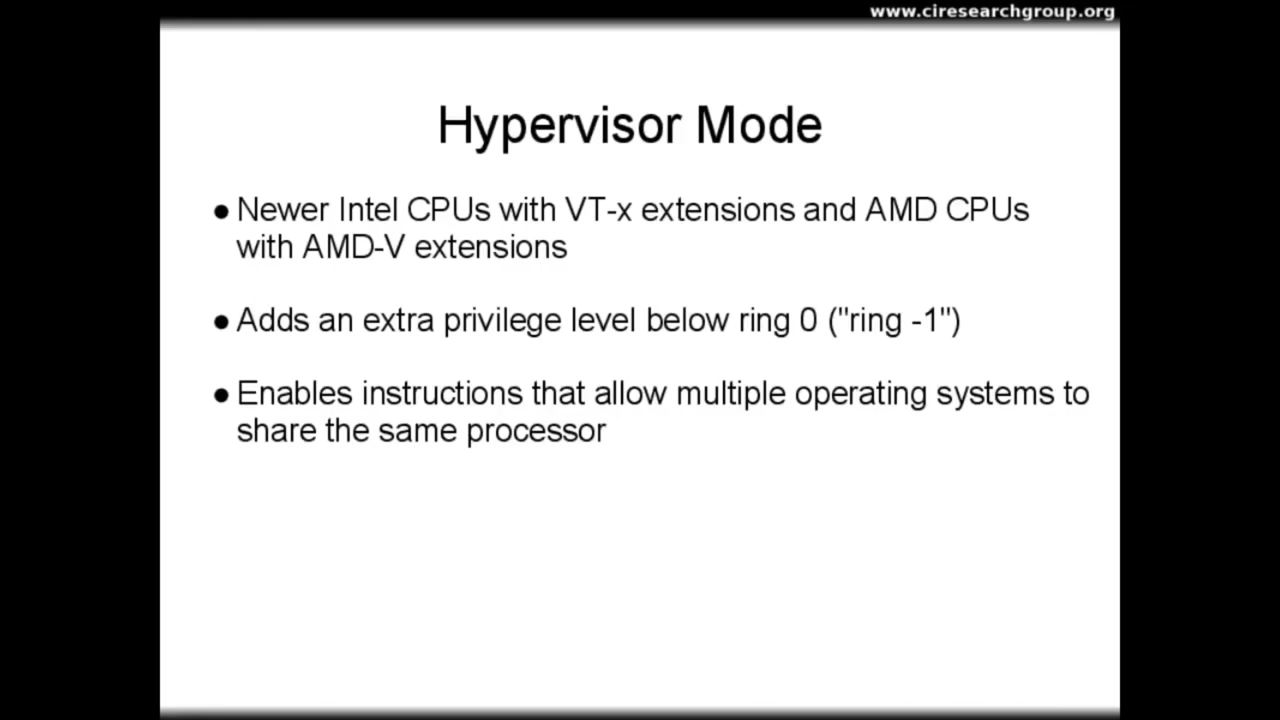 www.ciresearchgroup.org
Hypervisor Mode
● Newer Intel CPUs with VT-x extensions and AMD CPUs
with AMD-V extensions
● Adds an extra privilege level below ring 0 ("ring -1")
● Enables instructions that allow multiple operating systems to
share the same processor